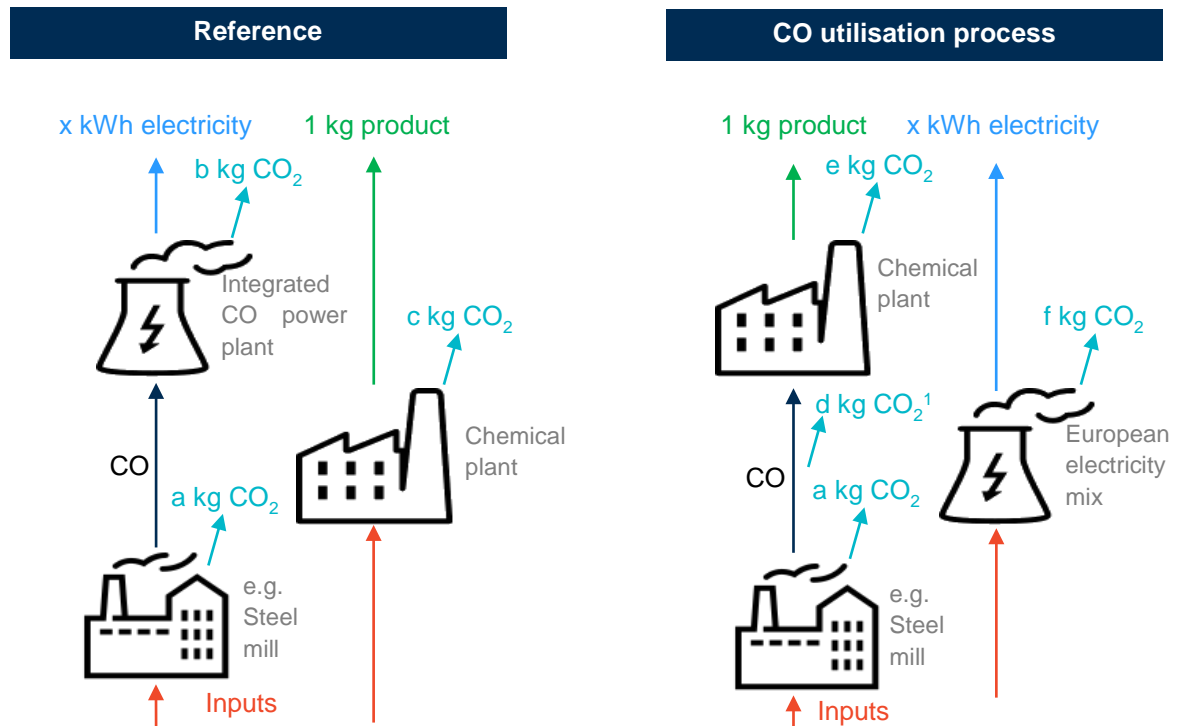 Reference
x kWh electricity
1 kg product
b kg CO₂
Integrated
CO power
plant
c kg CO₂
Chemical
plant
CO
a kg CO₂
e.g.
Steel
mill
Inputs
CO utilisation process
1 kg product
x kWh electricity
e kg CO₂
Chemical
plant
f kg CO₂
d kg CO₂¹
European
electricity
mix
CO
a kg CO₂
e.g.
Steel
mill
Inputs